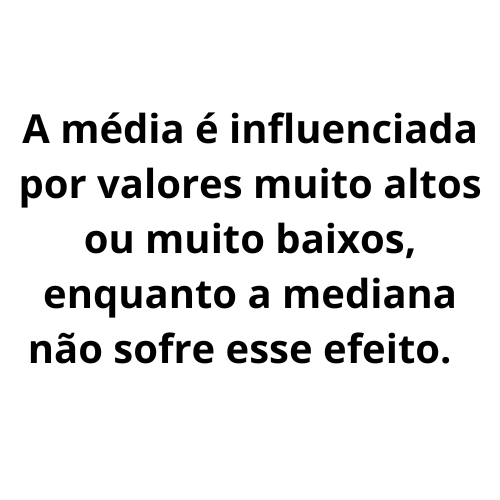 A média é influenciada
por valores muito altos
ou muito baixos,
enquanto a mediana
não sofre esse efeito.